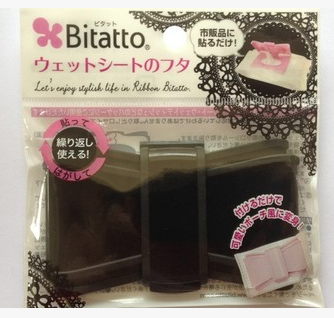 ビタット
Bitatto®
市販品に
貼るだけ!
ウェットシートのフタ
Let's enjoy stylish life in Ribbon Bitatto.
貼って
繰り返し
使える!
はがして
付けるだけで
可愛いポーチ風に変身!